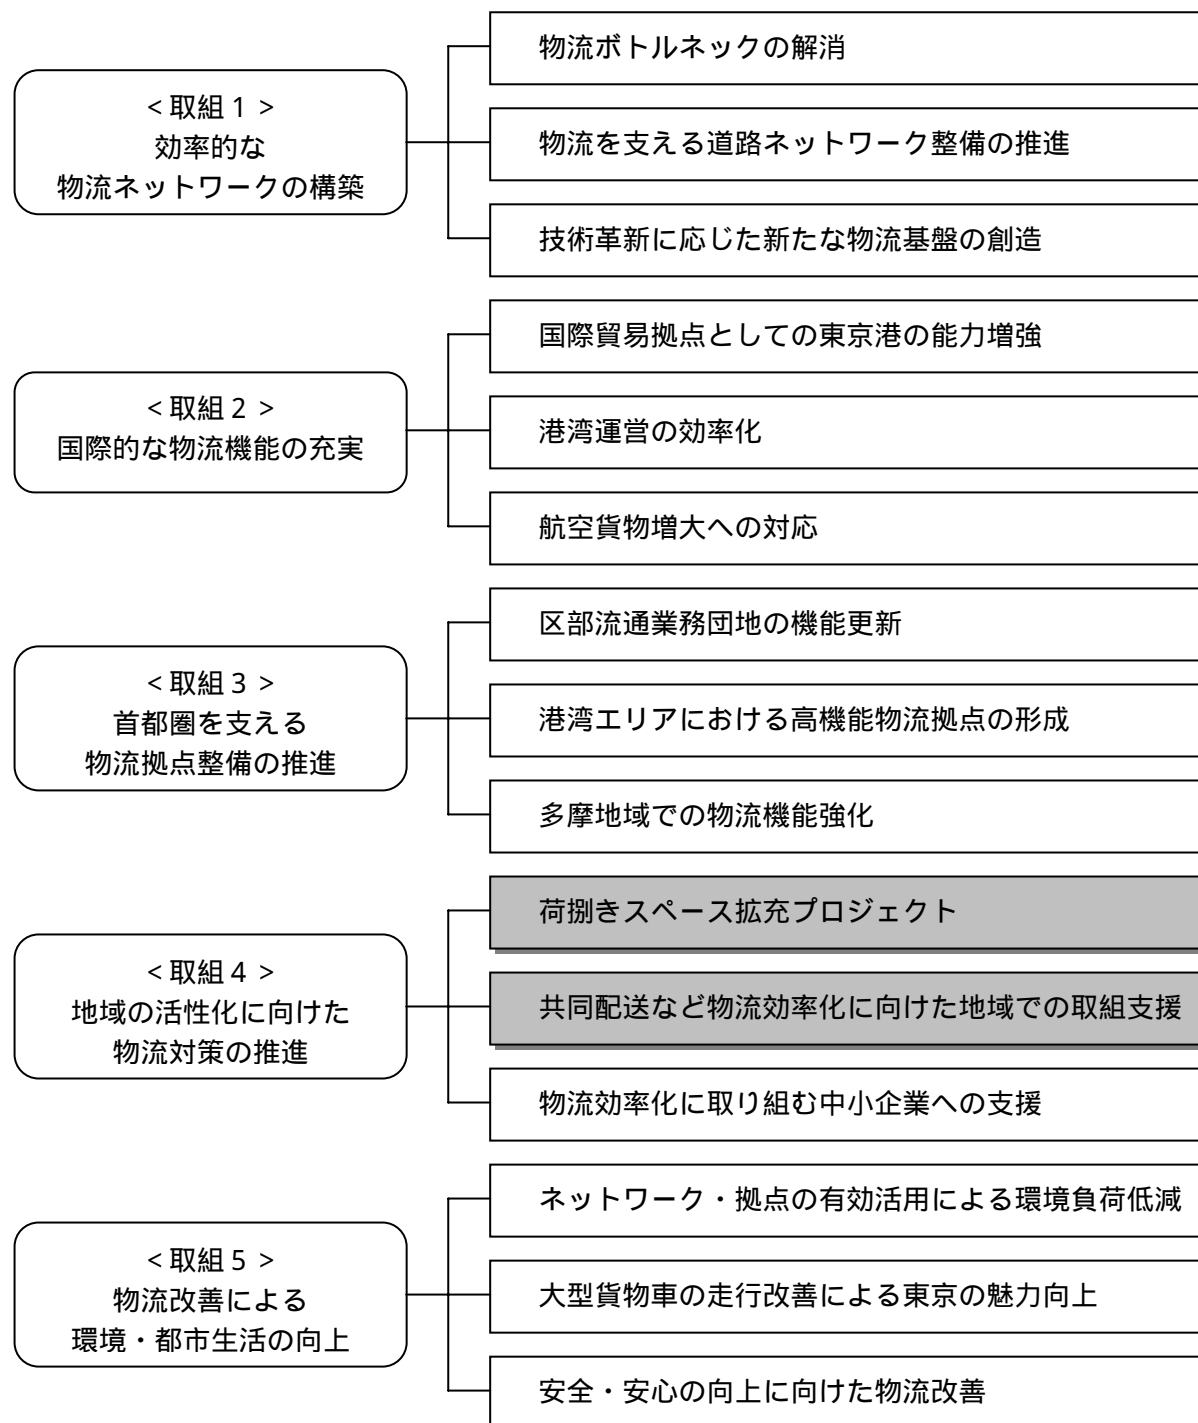 物流ボトルネックの解消
<取組1>
効率的な
物流ネットワークの構築
物流を支える道路ネットワーク整備の推進
技術革新に応じた新たな物流基盤の創造
国際貿易拠点としての東京港の能力増強
<取組2>
国際的な物流機能の充実
港湾運営の効率化
航空貨物増大への対応
区部流通業務団地の機能更新
<取組3>
首都圏を支える
物流拠点整備の推進
港湾エリアにおける高機能物流拠点の形成
多摩地域での物流機能強化
荷捌きスペース拡充プロジェクト
<取組4>
地域の活性化に向けた
物流対策の推進
共同配送など物流効率化に向けた地域での取組支援
物流効率化に取り組む中小企業への支援
ネットワーク・拠点の有効活用による環境負荷低減
<取組5>
物流改善による
環境・都市生活の向上
大型貨物車の走行改善による東京の魅力向上
安全・安心の向上に向けた物流改善